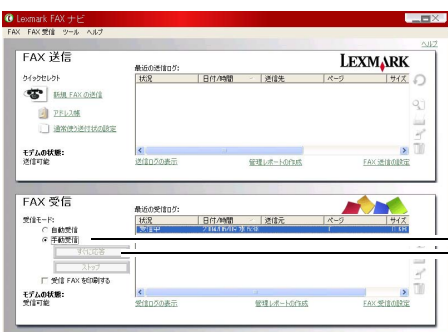 Lexmark FAX ナビ
FAX FAX 受信 ツール ヘルプ
ヘルプ
FAX 送信
LEXMARK
最近の送信ログ:
クイックセレクト
状況 日付/時間 送信先 ページ サイズ
新規 FAX の送信
アドレス帳
通常使う送付状の設定
モデムの状態:
送信可能
送信ログの表示 管理レポートの作成 FAX 送信の設定
FAX 受信
最近の受信ログ:
受信モード:
状況 日付/時間 送信元 ページ サイズ
自動受信
受信中
手動受信
すぐに応答
ストップ
受信 FAX を印刷する
モデムの状態:
受信可能
受信ログの表示 管理レポートの作成 FAX 受信の設定